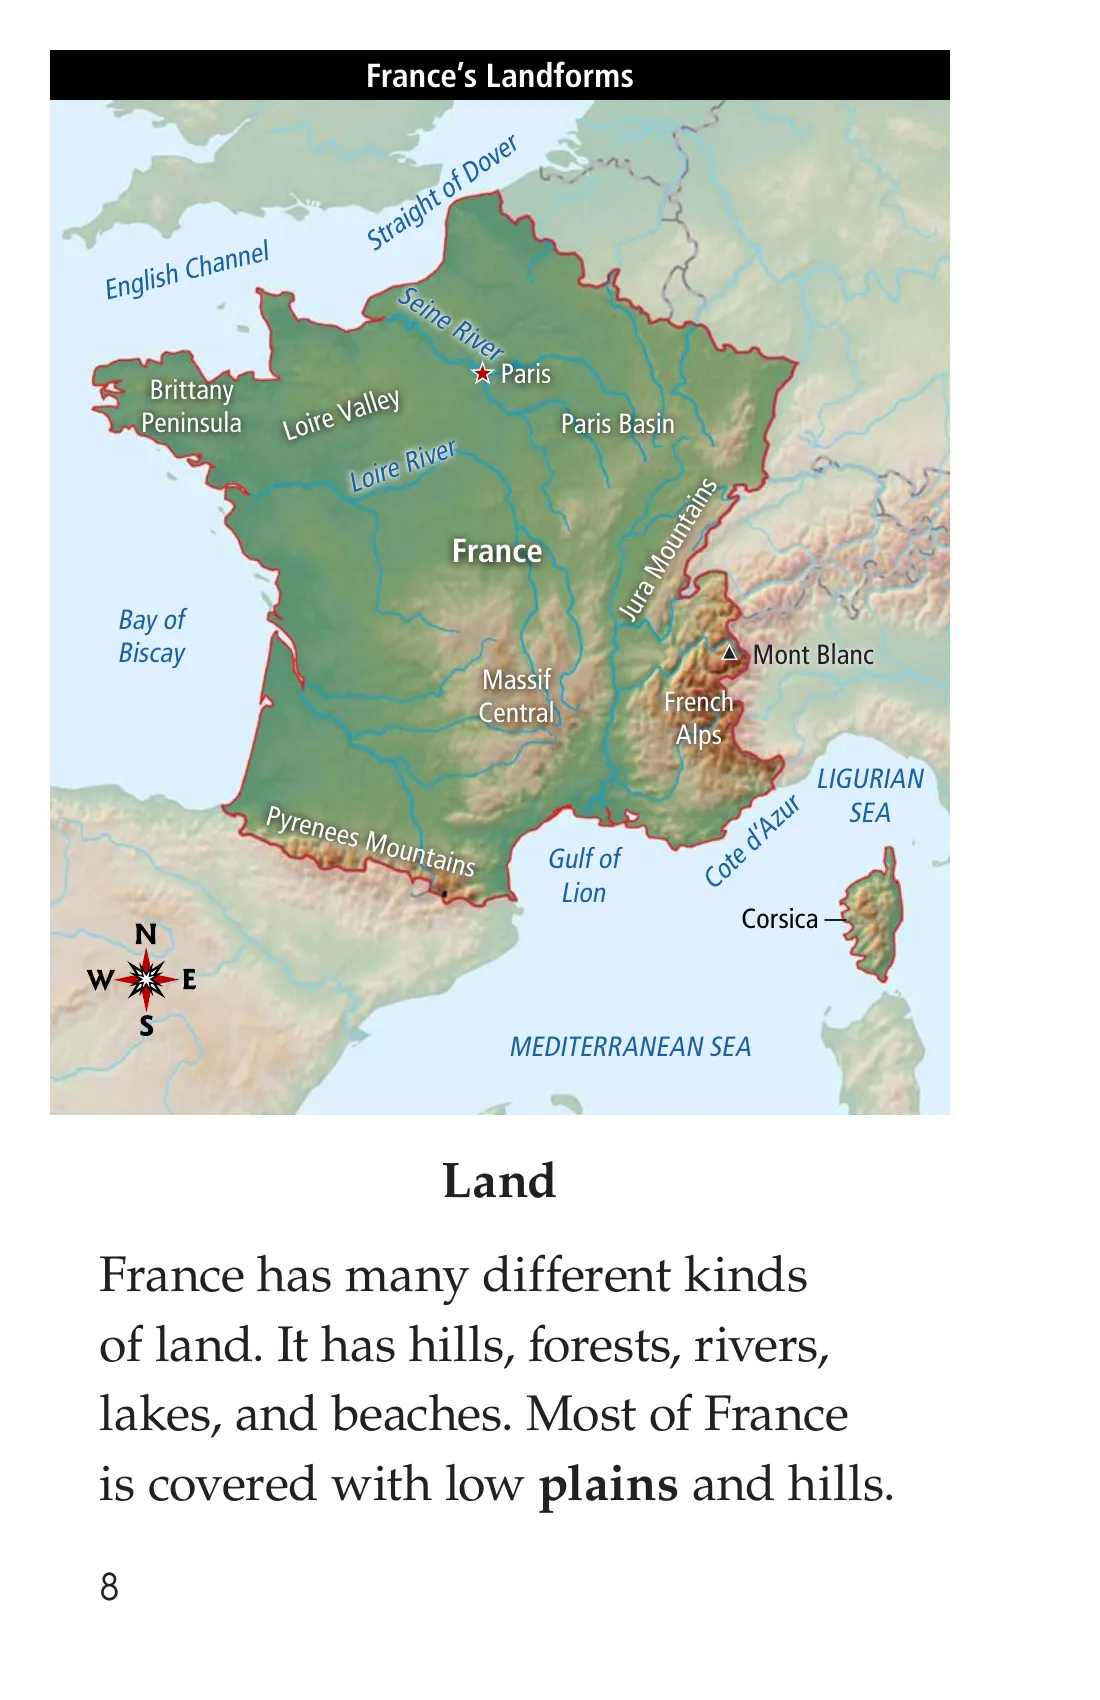 France’s Landforms
Straight of Dover
English Channel
Seine River
Paris
Brittany
Peninsula
Loire Valley
Paris Basin
Loire River
Jura Mountains
France
Bay of
Biscay
Mont Blanc
Massif
Central
French
Alps
LIGURIAN
SEA
Pyrenees Mountains
Cote d’Azur
Gulf of
Lion
Corsica
N
W E
S
MEDITERRANEAN SEA
Land
France has many different kinds
of land. It has hills, forests, rivers,
lakes, and beaches. Most of France
is covered with low plains and hills.
8